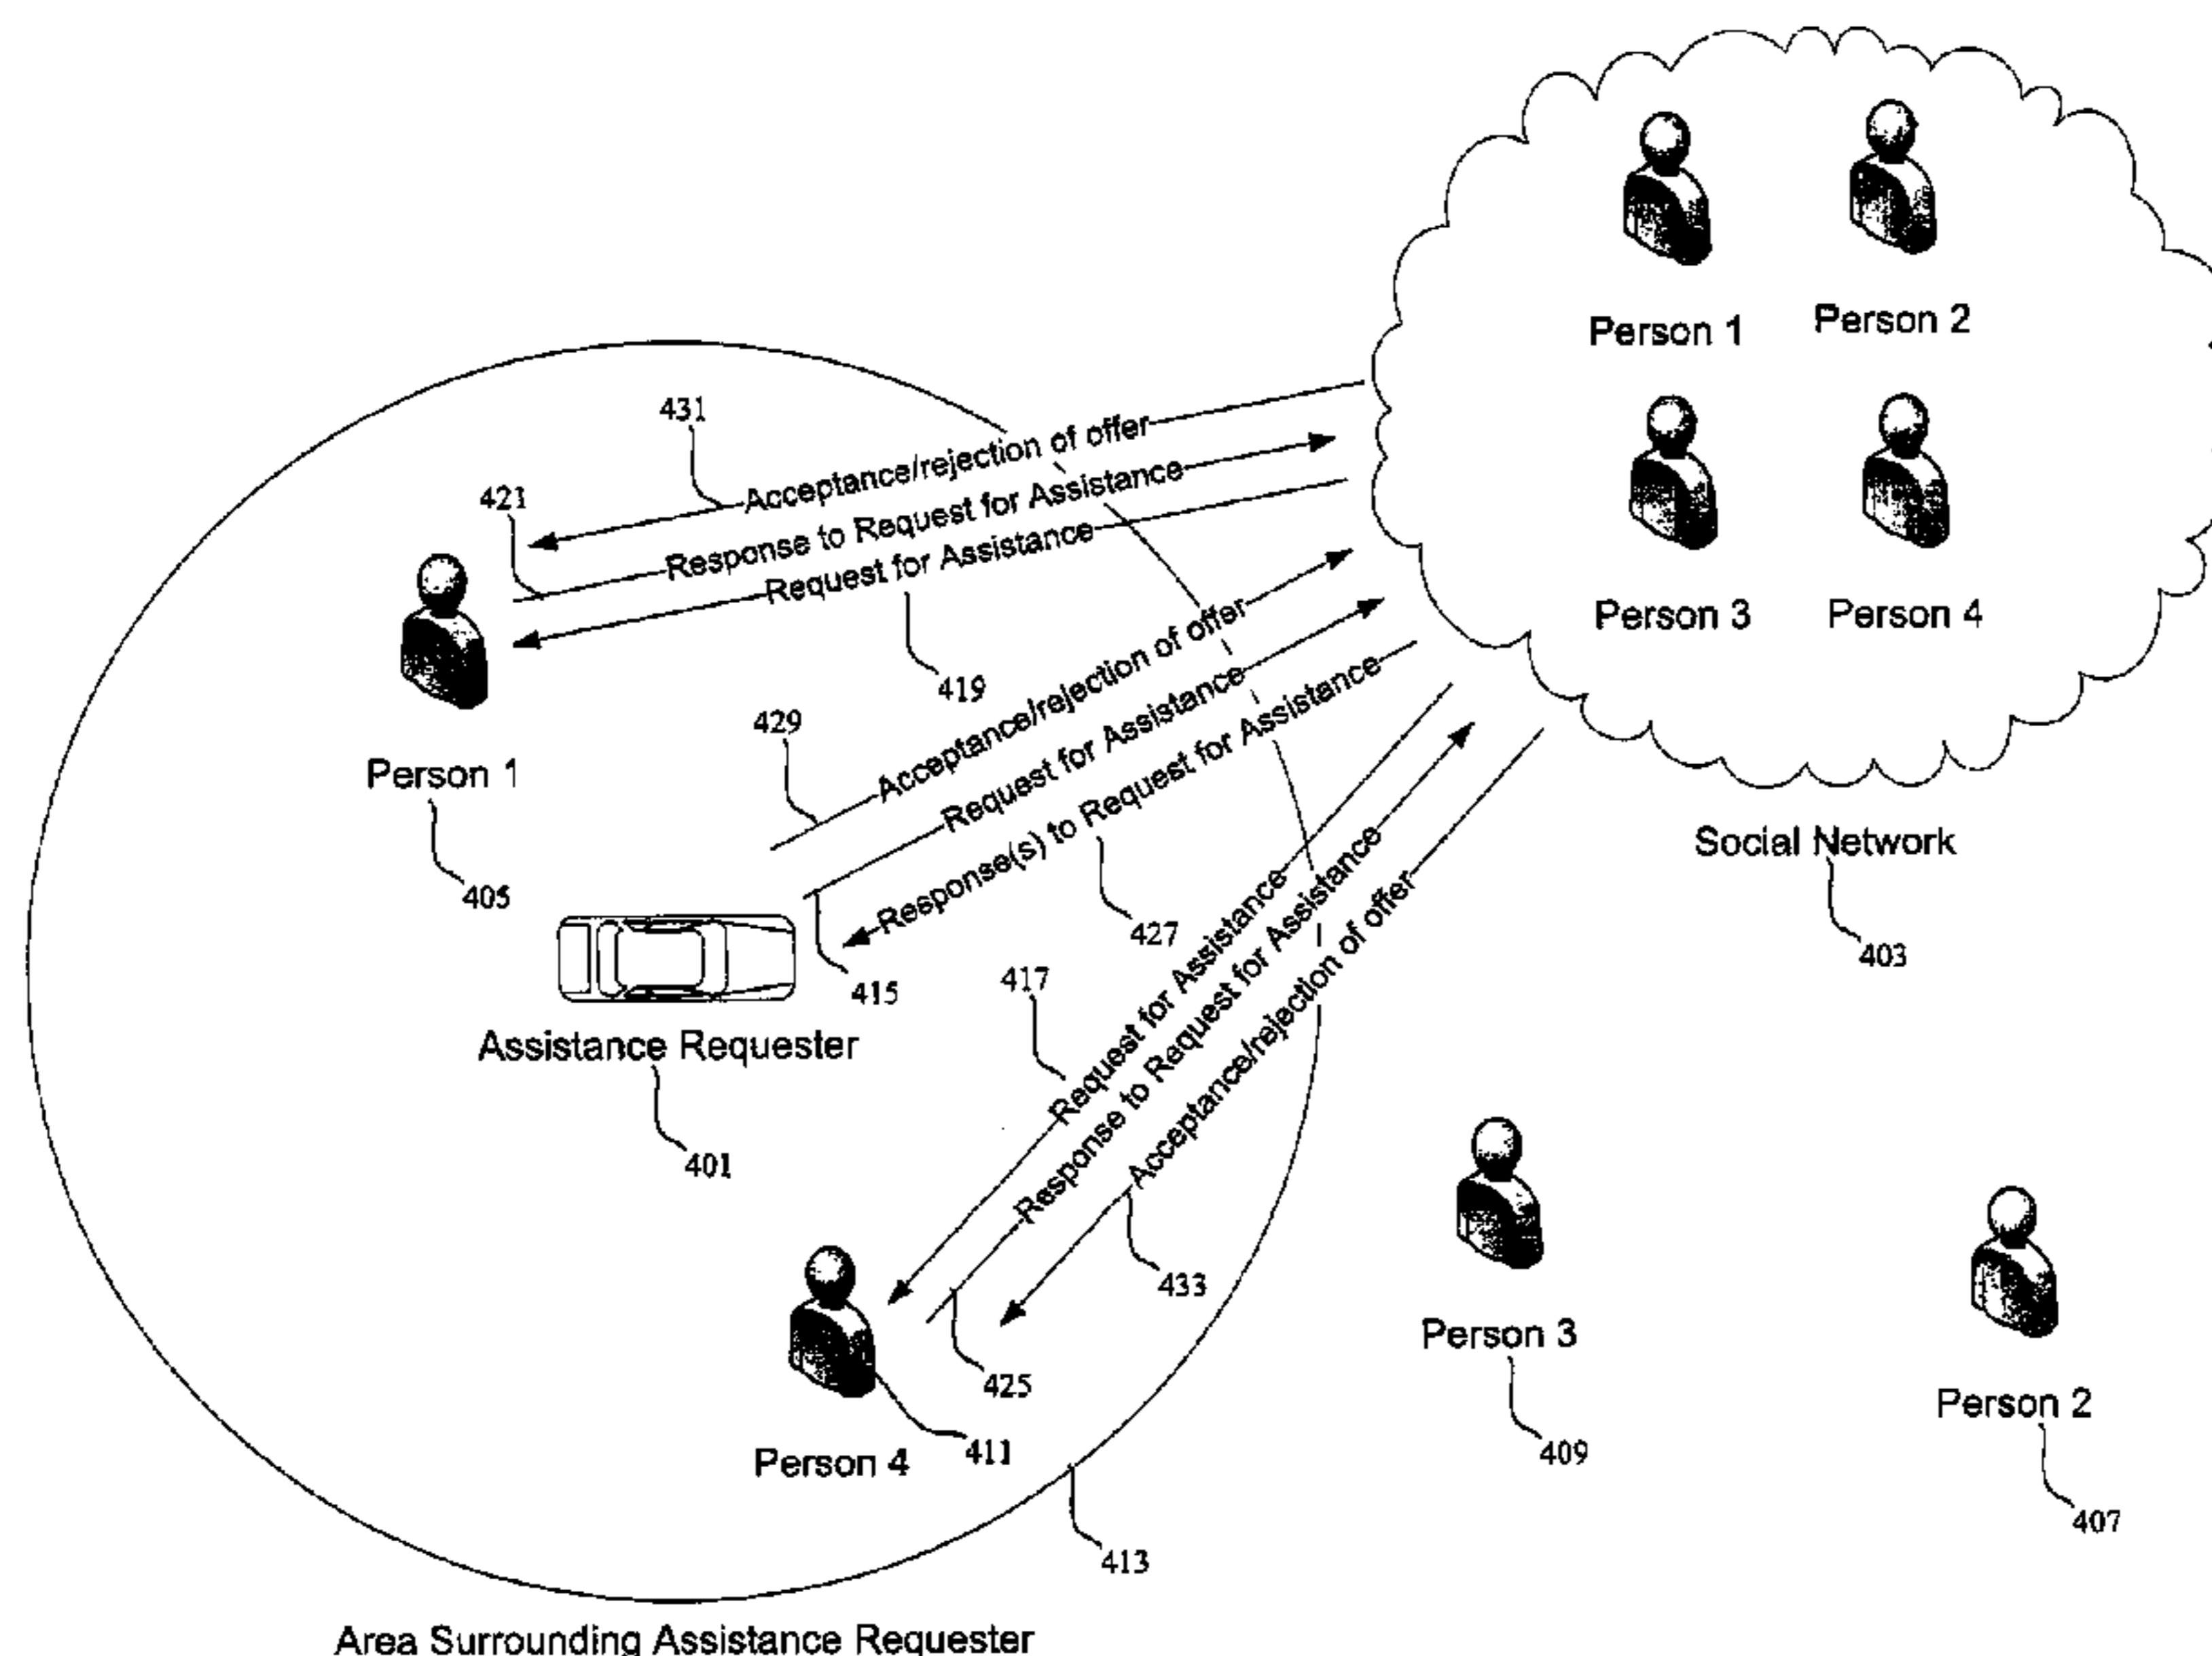 Person 1
Person 2
Person 3
Person 4
Social Network
403
431
Acceptance/rejection of offer
421
Response to Request for Assistance
Request for Assistance
419
Person 1
405
429
Acceptance/rejection of offer
Request for Assistance
Response(s) to Request for Assistance
427
415
Assistance Requester
401
417
Request for Assistance
Response to Request for Assistance
Acceptance/rejection of offer
433
425
Person 4
411
Person 3
409
Person 2
407
413
Area Surrounding Assistance Requester